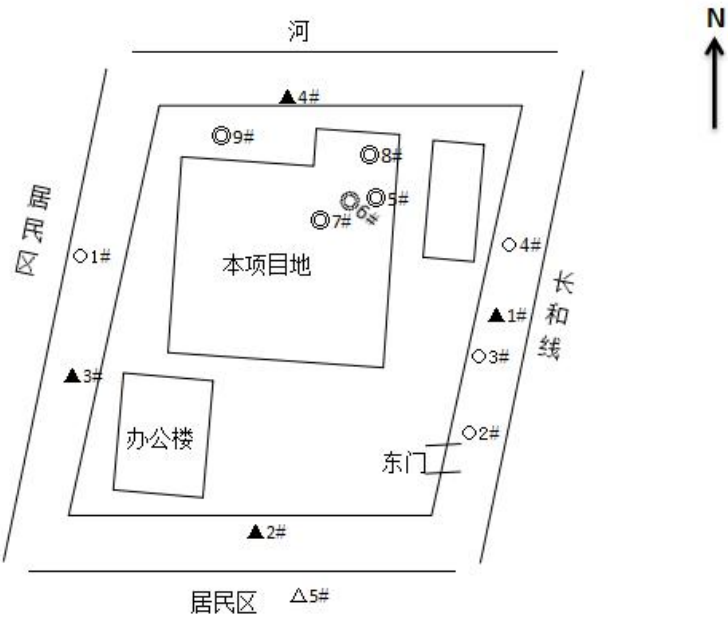 N
河
▲4#
◎9#
◎8#
◎5#
◎6#
◎7#
居民区
○1#
本项目地
○4#
长和线
▲1#
○3#
▲3#
办公楼
○2#
东门
▲2#
居民区
△5#